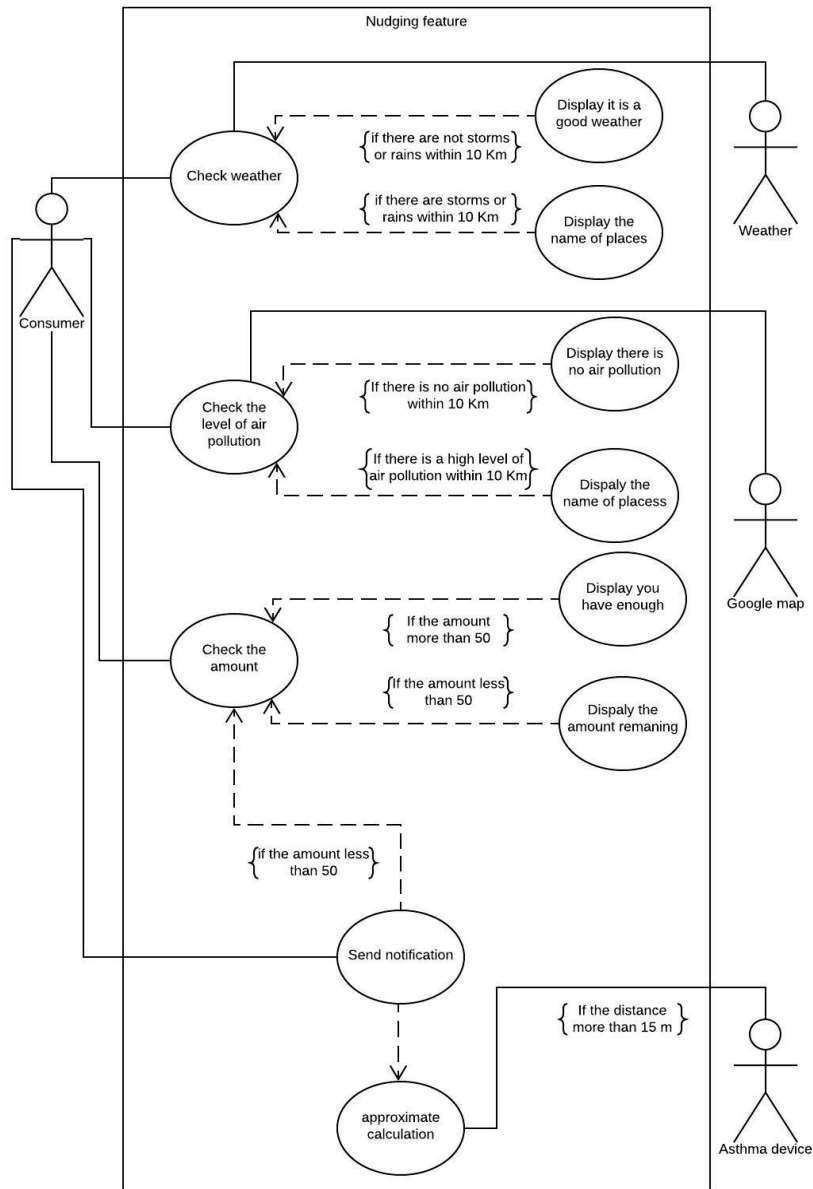 Nudging feature
Display it is a
good weather
if there are not storms
or rains within 10 Km
Check weather
if there are storms or
rains within 10 Km
Display the
name of places
Weather
Consumer
Display there is
no air pollution
If there is no air pollution
within 10 Km
Check the
level of air
pollution
If there is a high level of
air pollution within 10 Km
Dispaly the
name of placess
Google map
Display you
have enough
If the amount
more than 50
Check the
amount
If the amount less
than 50
Dispaly the
amount remaning
if the amount less
than 50
Send notification
If the distance
more than 15 m
approximate
calculation
Asthma device